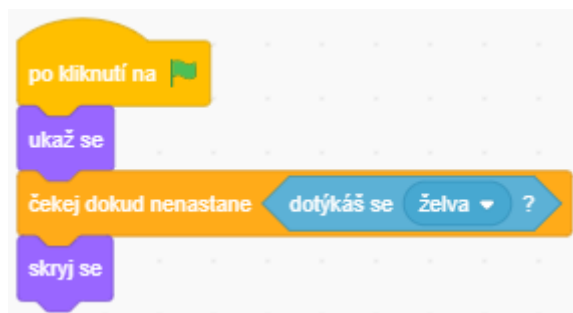 po kliknutí na
ukaž se
čekej dokud nenastane dotýkáš se želva ?
skryj se